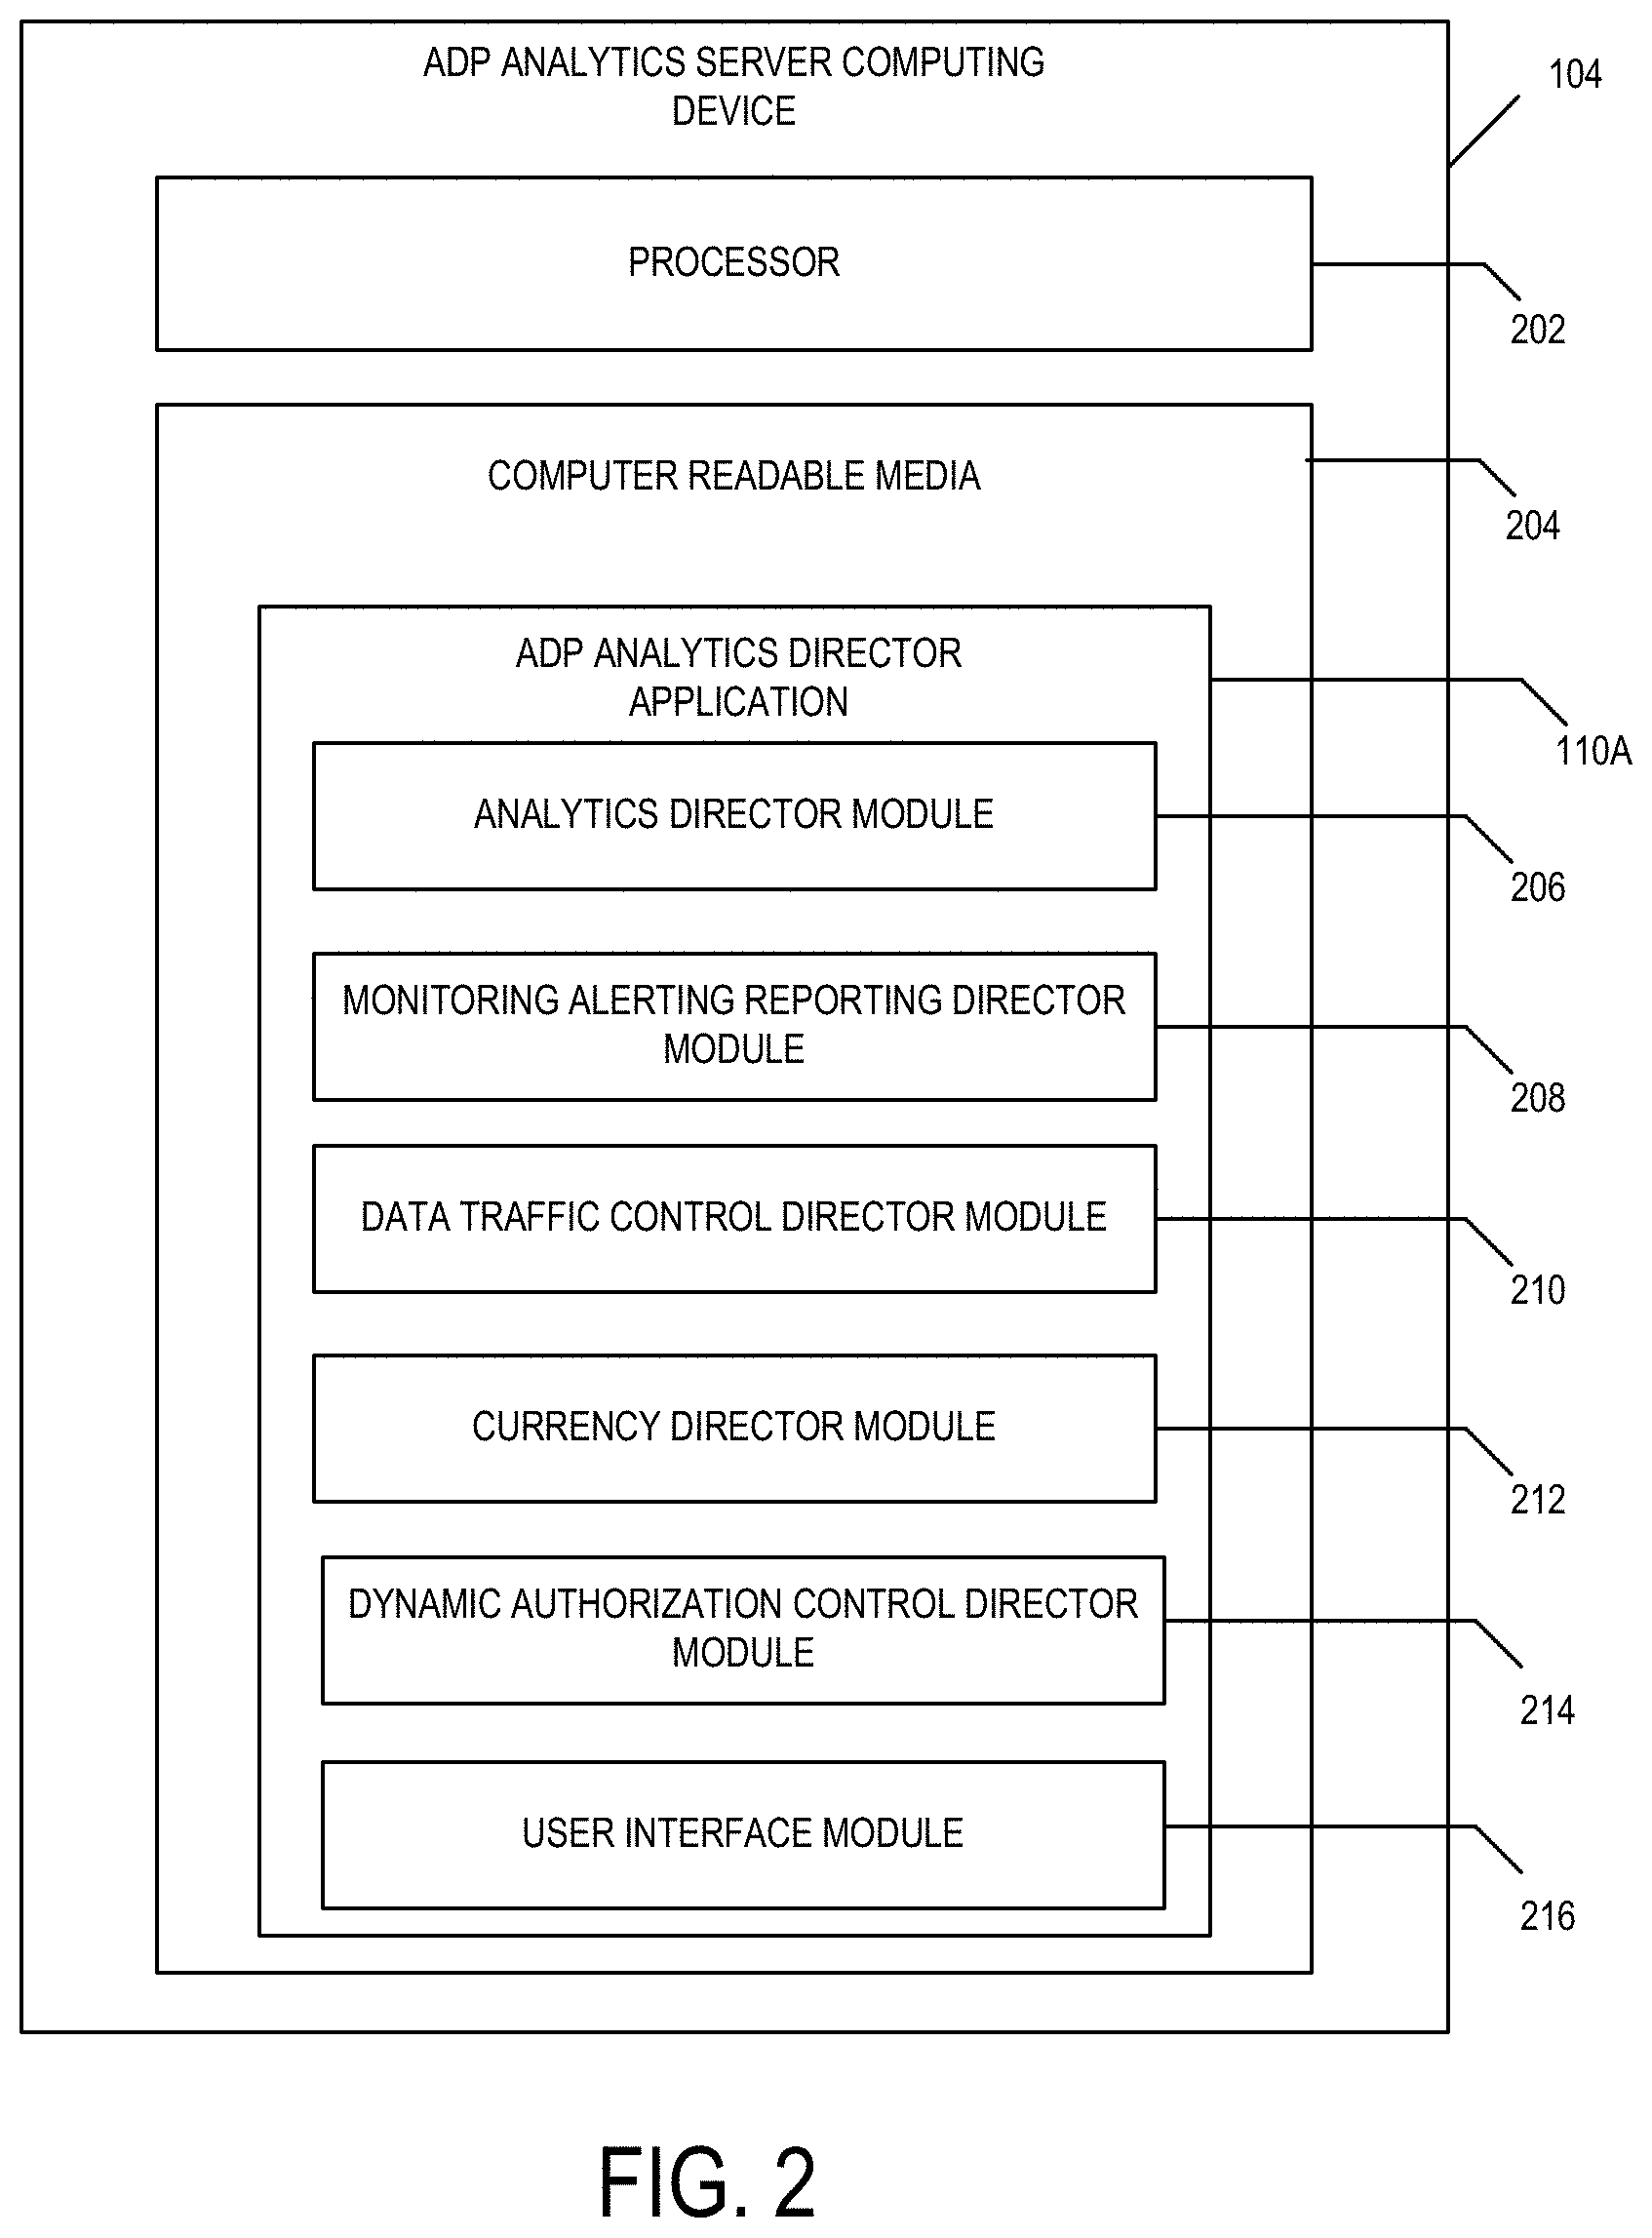 ADP ANALYTICS SERVER COMPUTING
DEVICE
104
PROCESSOR
202
COMPUTER READABLE MEDIA
204
ADP ANALYTICS DIRECTOR
APPLICATION
110A
ANALYTICS DIRECTOR MODULE
206
MONITORING ALERTING REPORTING DIRECTOR
MODULE
208
DATA TRAFFIC CONTROL DIRECTOR MODULE
210
CURRENCY DIRECTOR MODULE
212
DYNAMIC AUTHORIZATION CONTROL DIRECTOR
MODULE
214
USER INTERFACE MODULE
216
FIG. 2